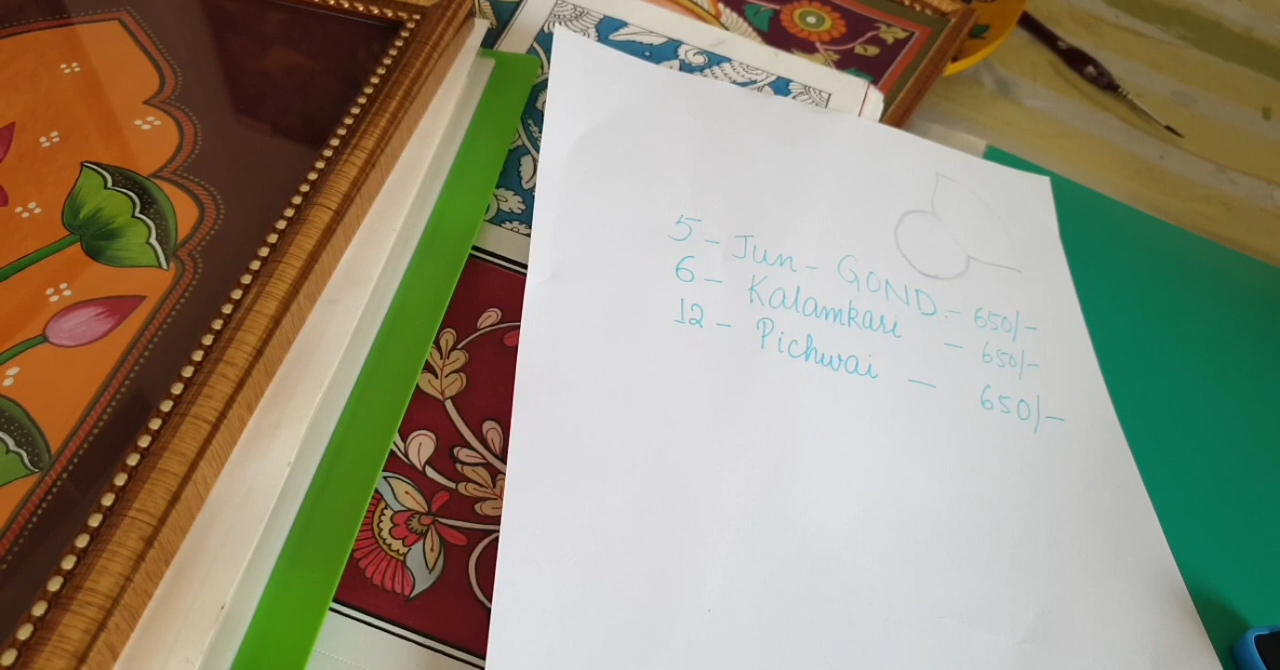 5 - Jun - GOND. - 650/-
6 - Kalamkari - 650/-
12 - Pichwai - 650/-